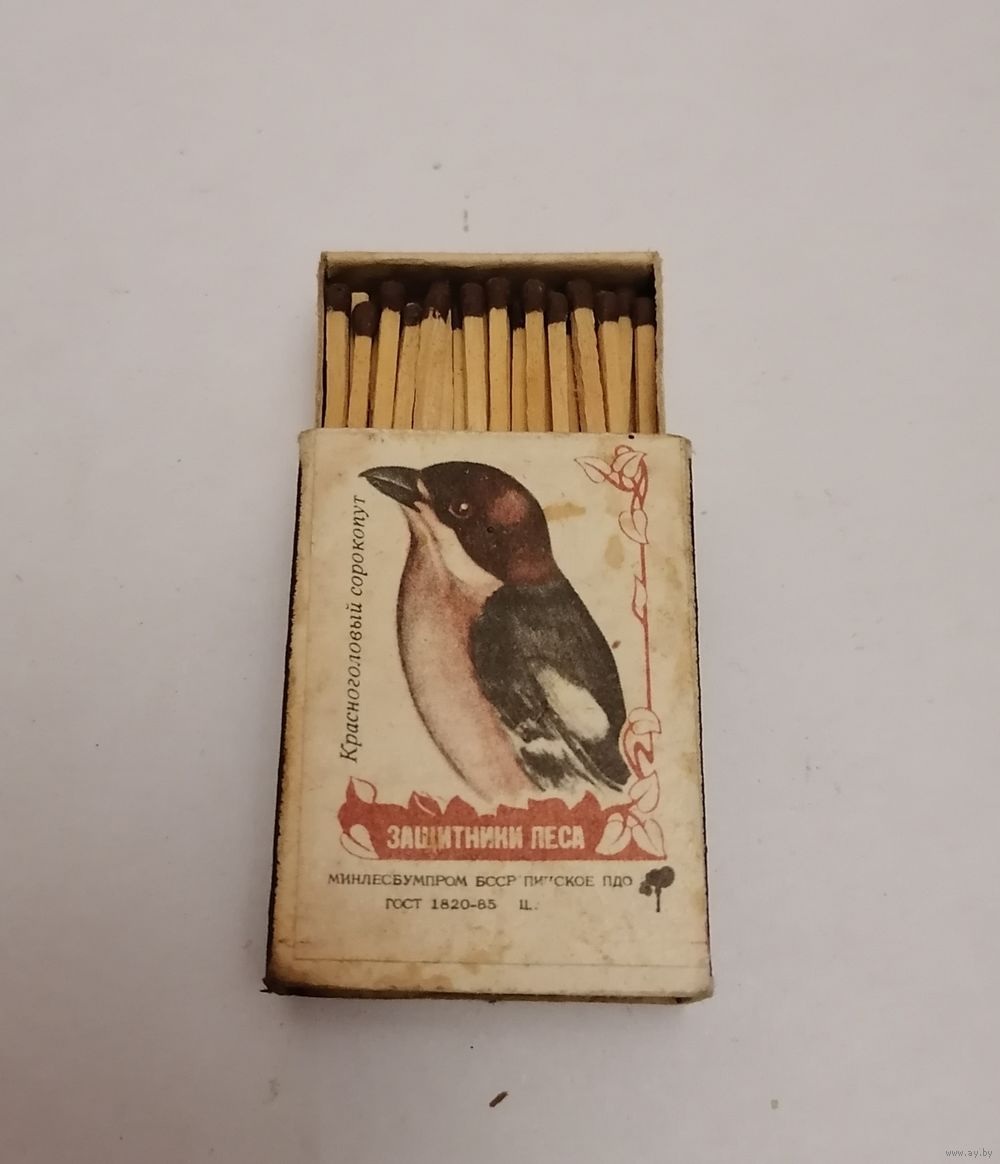 Красноголовый сорокопут
ЗАЩИТНИКИ ЛЕСА
МИНЛЕСБУМПРОМ БССР ПИНСКОЕ ПДО
ГОСТ 1820-85 Ц.
www.ay.by